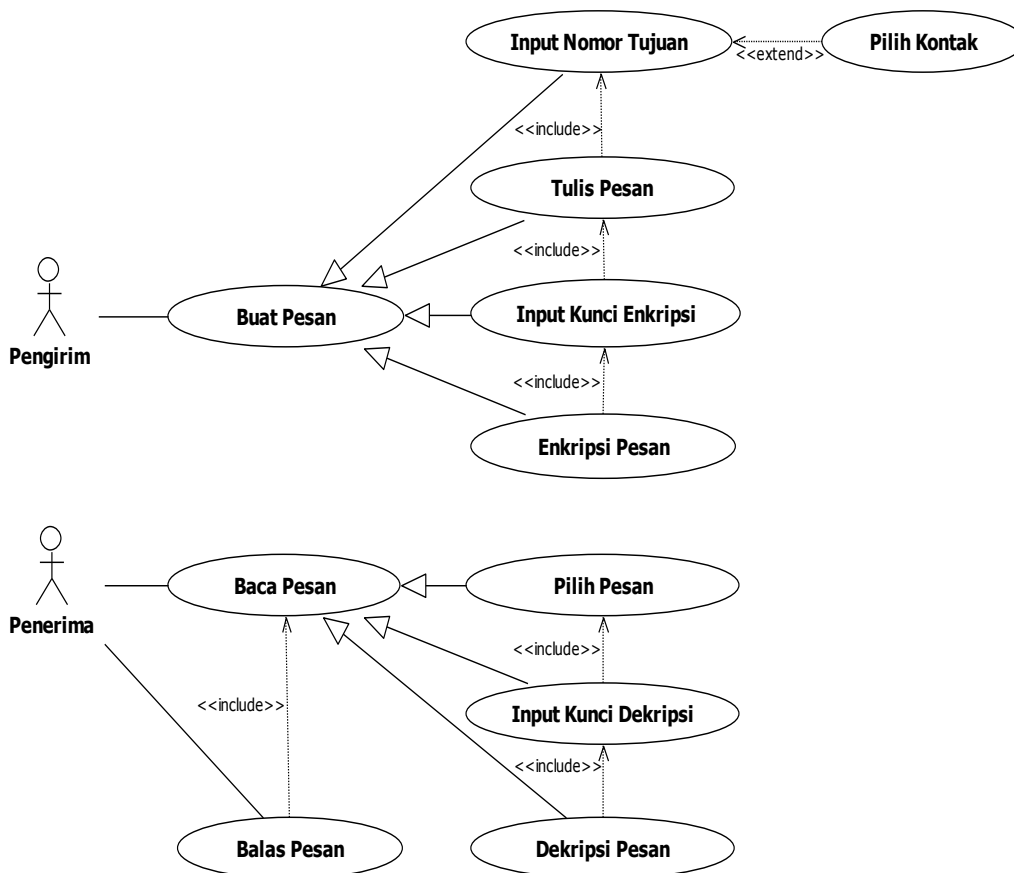 Input Nomor Tujuan
Pilih Kontak
<<extend>>
<<include>>
Tulis Pesan
<<include>>
Buat Pesan
Input Kunci Enkripsi
Pengirim
<<include>>
Enkripsi Pesan
Baca Pesan
Pilih Pesan
Penerima
<<include>>
<<include>>
Input Kunci Dekripsi
<<include>>
Balas Pesan
Dekripsi Pesan